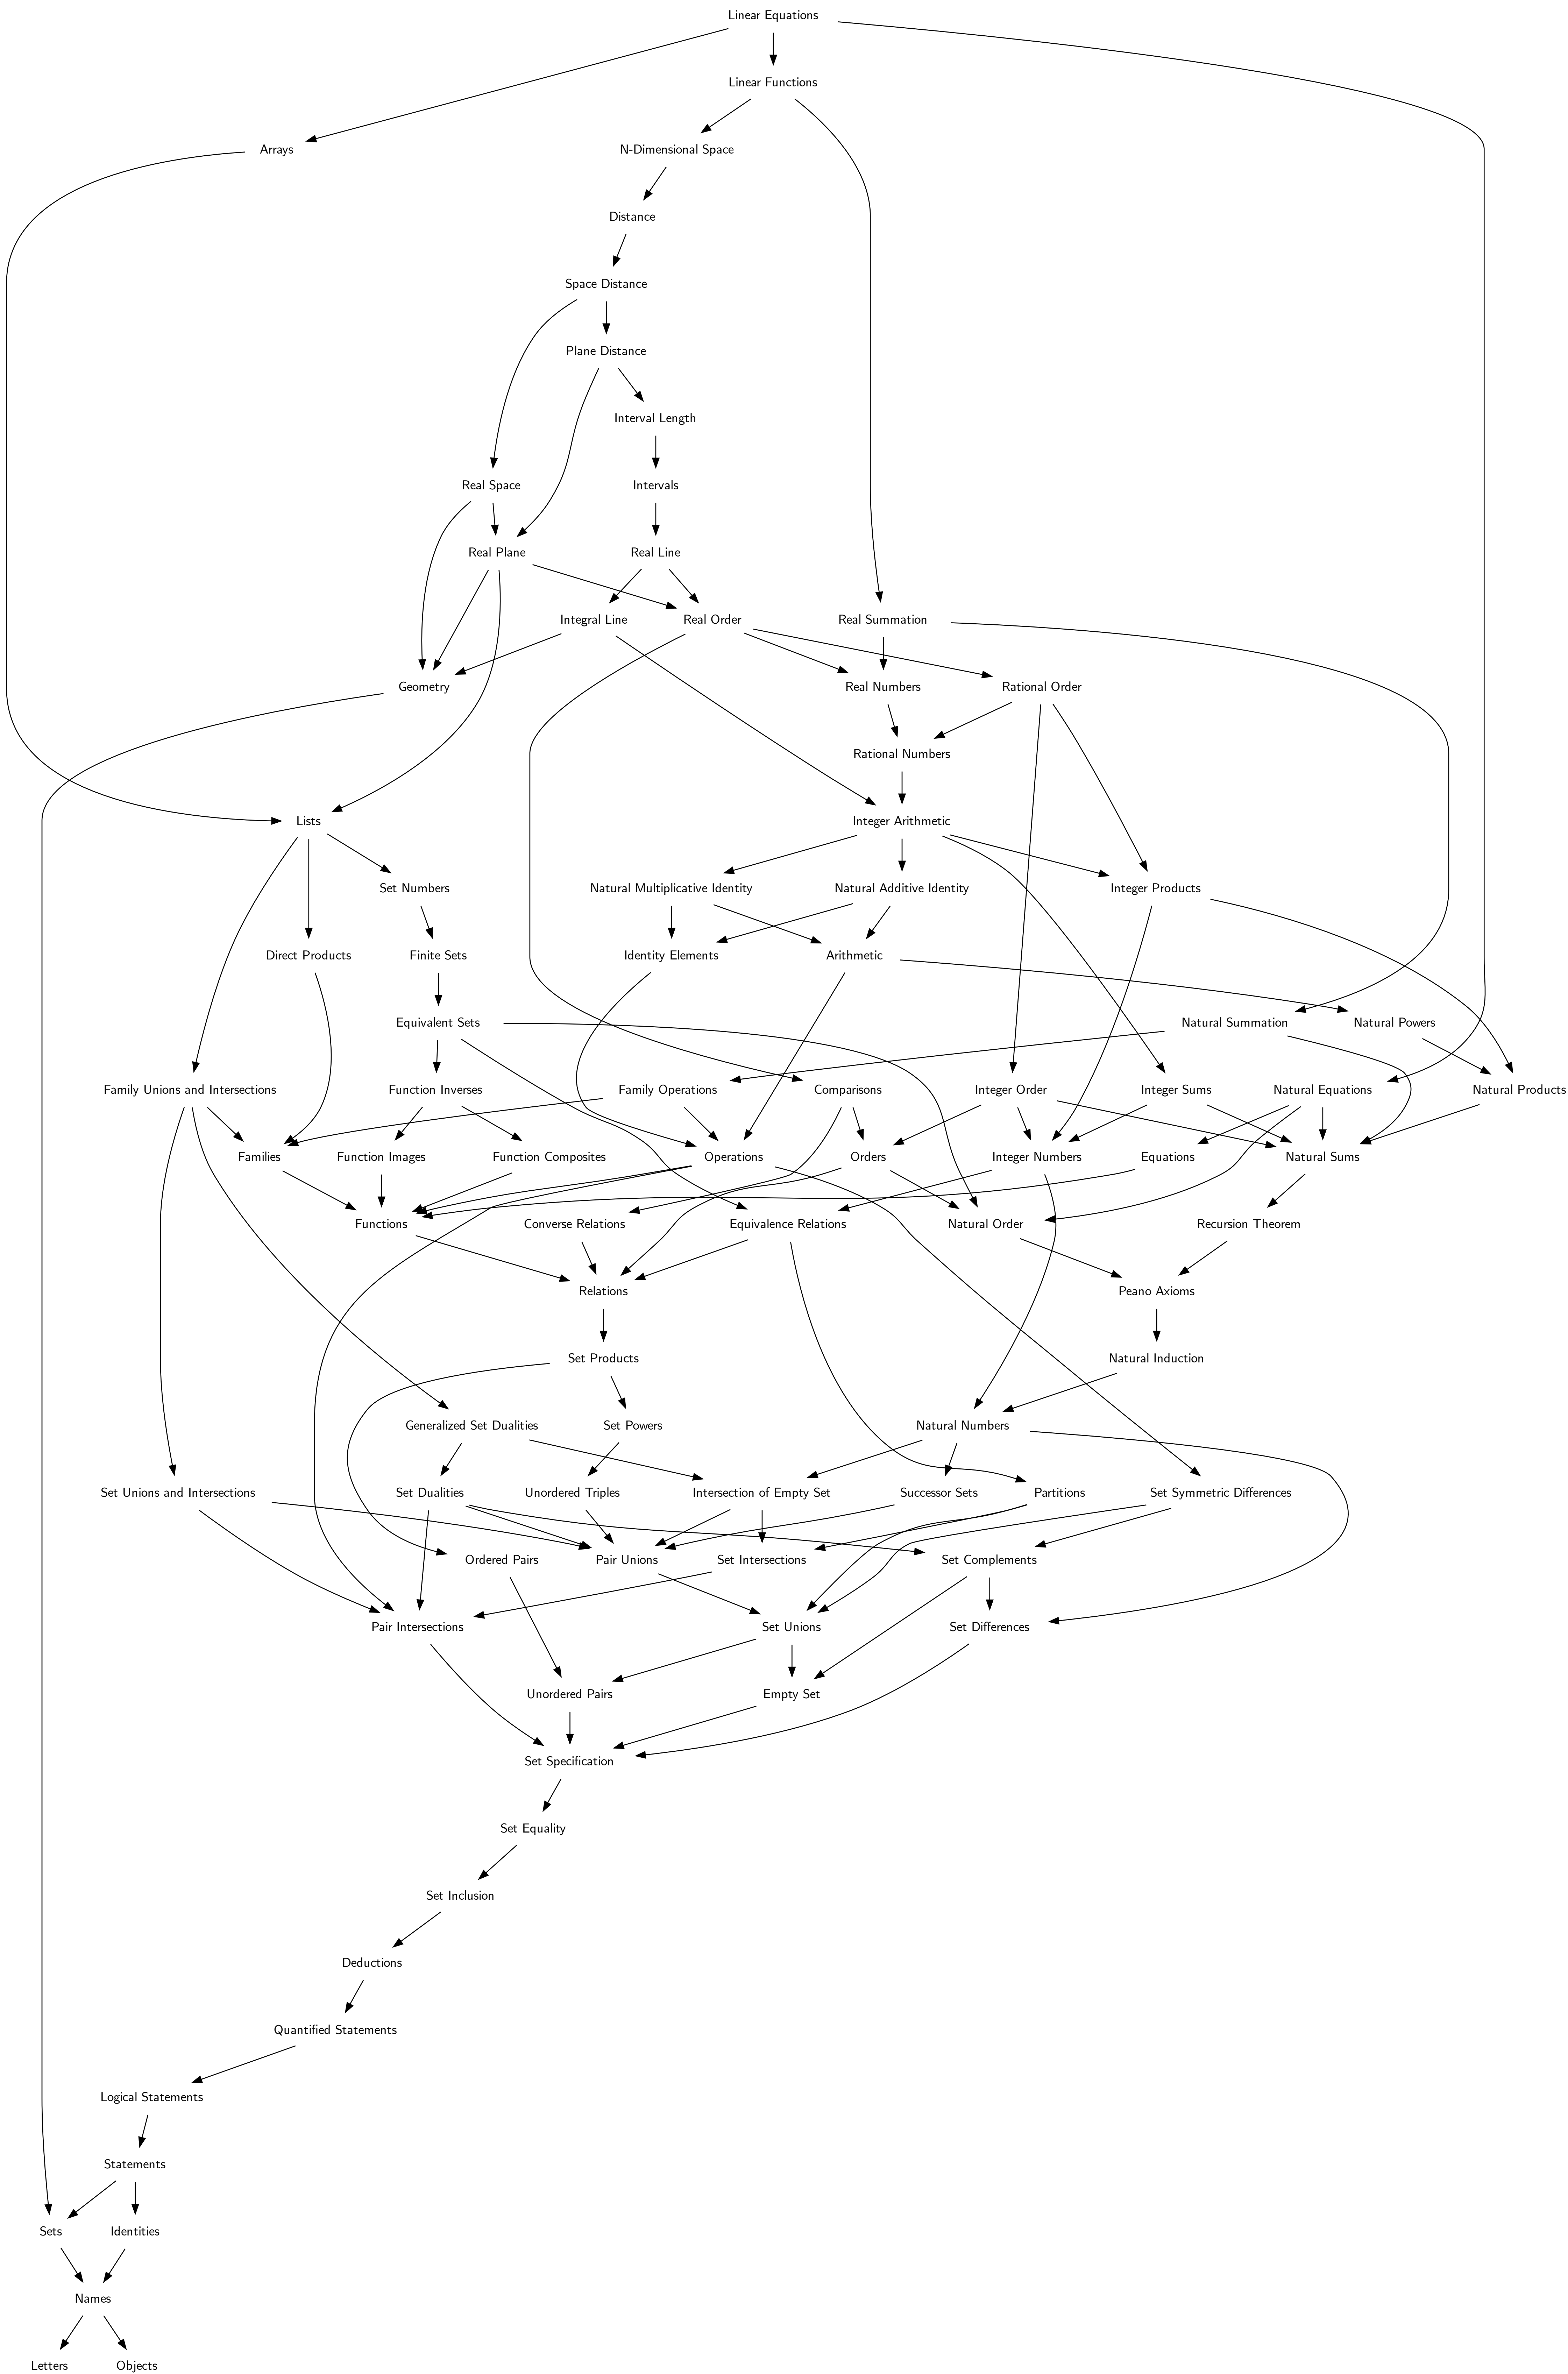 Linear Equations
Linear Functions
Arrays
N-Dimensional Space
Distance
Space Distance
Plane Distance
Interval Length
Real Space
Intervals
Real Plane
Real Line
Integral Line
Real Order
Real Summation
Geometry
Real Numbers
Rational Order
Rational Numbers
Lists
Integer Arithmetic
Set Numbers
Natural Multiplicative Identity
Natural Additive Identity
Integer Products
Direct Products
Finite Sets
Identity Elements
Arithmetic
Equivalent Sets
Natural Summation
Natural Powers
Family Unions and Intersections
Function Inverses
Family Operations
Comparisons
Integer Order
Integer Sums
Natural Equations
Natural Products
Families
Function Images
Function Composites
Operations
Orders
Integer Numbers
Equations
Natural Sums
Functions
Converse Relations
Equivalence Relations
Natural Order
Recursion Theorem
Relations
Peano Axioms
Set Products
Natural Induction
Generalized Set Dualities
Set Powers
Natural Numbers
Set Unions and Intersections
Set Dualities
Unordered Triples
Intersection of Empty Set
Successor Sets
Partitions
Set Symmetric Differences
Ordered Pairs
Pair Unions
Set Intersections
Set Complements
Pair Intersections
Set Unions
Set Differences
Unordered Pairs
Empty Set
Set Specification
Set Equality
Set Inclusion
Deductions
Quantified Statements
Logical Statements
Statements
Sets
Identities
Names
Letters
Objects